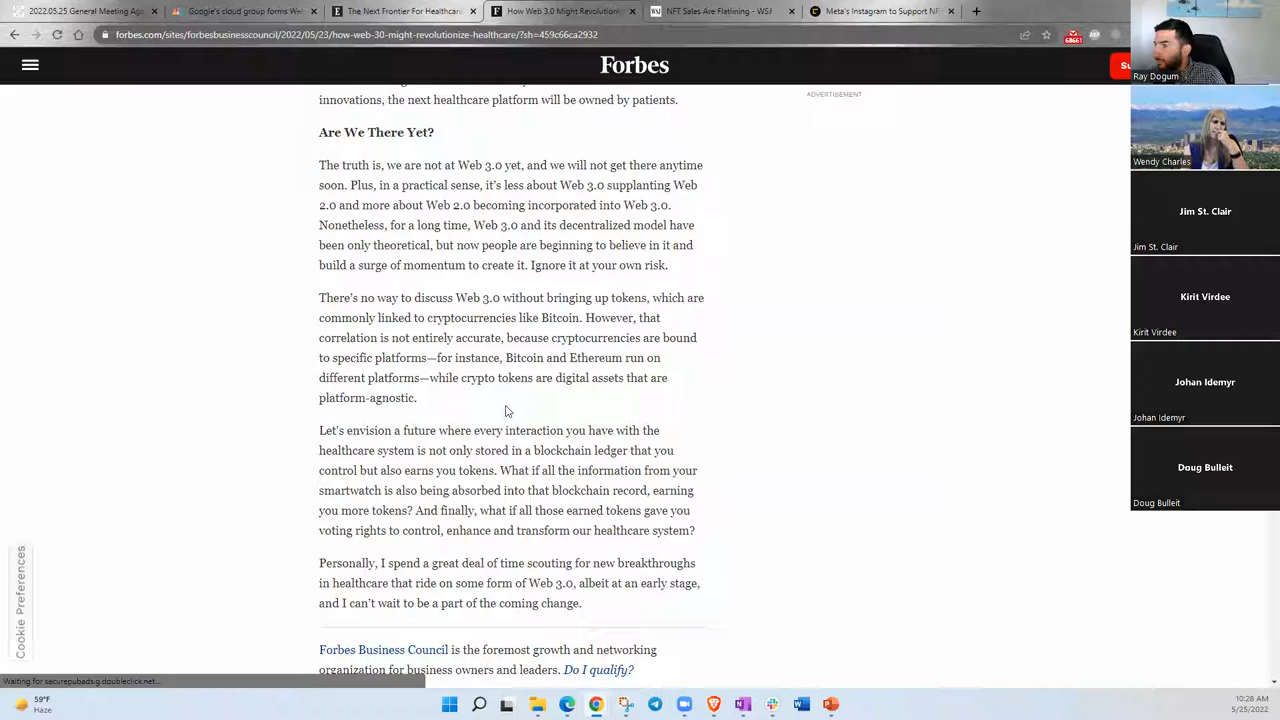 2022.05.25 General Meeting Ag
Google's cloud group forms We
The Next Frontier For Healthcare
How Web 3.0 Might Revolutioni
NFT Sales Are Flatlining - WSJ
Meta's Instagram to Support NF
forbes.com/sites/forbesbusinesscouncil/2022/05/23/how-web-30-might-revolutionize-healthcare/?sh=459c66ca2932
68661
Forbes
Su
ADVERTISEMENT
innovations, the next healthcare platform will be owned by patients.
Are We There Yet?
The truth is, we are not at Web 3.0 yet, and we will not get there anytime
soon. Plus, in a practical sense, it's less about Web 3.0 supplanting Web
2.0 and more about Web 2.0 becoming incorporated into Web 3.0.
Nonetheless, for a long time, Web 3.0 and its decentralized model have
been only theoretical, but now people are beginning to believe in it and
build a surge of momentum to create it. Ignore it at your own risk.
There's no way to discuss Web 3.0 without bringing up tokens, which are
commonly linked to cryptocurrencies like Bitcoin. However, that
correlation is not entirely accurate, because cryptocurrencies are bound
to specific platforms—for instance, Bitcoin and Ethereum run on
different platforms—while crypto tokens are digital assets that are
platform-agnostic.
Let's envision a future where every interaction you have with the
healthcare system is not only stored in a blockchain ledger that you
control but also earns you tokens. What if all the information from your
smartwatch is also being absorbed into that blockchain record, earning
you more tokens? And finally, what if all those earned tokens gave you
voting rights to control, enhance and transform our healthcare system?
Personally, I spend a great deal of time scouting for new breakthroughs
in healthcare that ride on some form of Web 3.0, albeit at an early stage,
and I can't wait to be a part of the coming change.
Forbes Business Council is the foremost growth and networking
organization for business owners and leaders. Do I qualify?
Cookie Preferences
Waiting for securepubads.g.doubleclick.net...
Ray Dogum
Wendy Charles
Jim St. Clair
Jim St. Clair
Kirit Virdee
Kirit Virdee
Johan Idemyr
Johan Idemyr
Doug Bulleit
Doug Bulleit
59°F
Haze
10:28 AM
5/25/2022